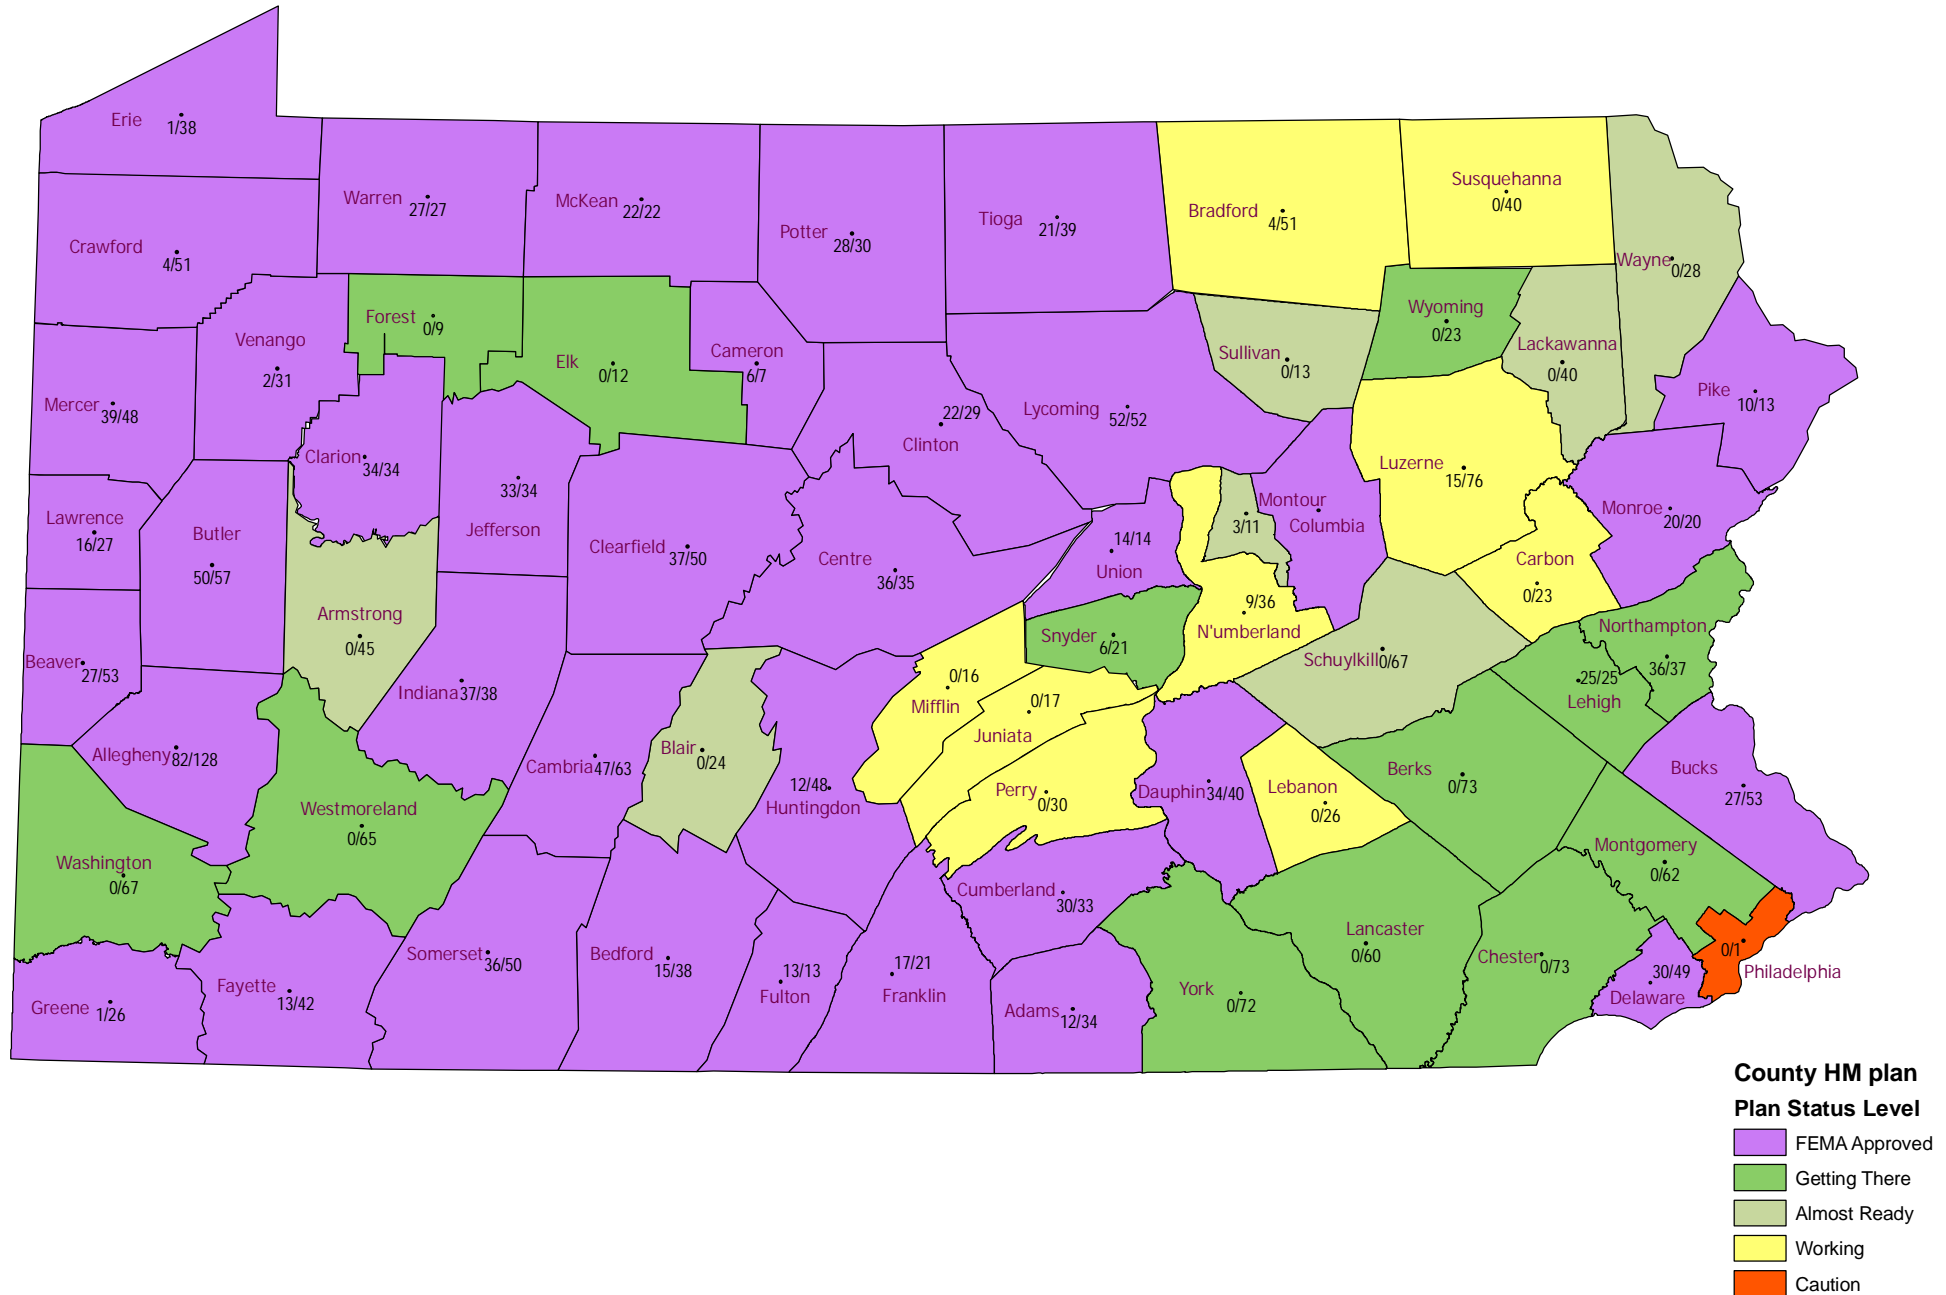 Erie
1/38
Warren
27/27
McKean
22/22
Potter
28/30
Tioga
21/39
Bradford
4/51
Susquehanna
0/40
Wayne
0/28
Crawford
4/51
Venango
2/31
Forest
0/9
Elk
0/12
Cameron
6/7
Clinton
22/29
Lycoming
52/52
Sullivan
0/13
Wyoming
0/23
Lackawanna
0/40
Pike
10/13
Mercer
39/48
Clarion
34/34
33/34
Jefferson
Clearfield
37/50
Centre
36/35
14/14
Union
3/11
Montour
Columbia
Luzerne
15/76
Monroe
20/20
Carbon
0/23
Lawrence
16/27
Butler
50/57
Armstrong
0/45
Indiana
37/38
Snyder
6/21
9/36
N'umberland
Schuylkill
0/67
Northampton
36/37
25/25
Lehigh
Beaver
27/53
Allegheny
82/128
Westmoreland
0/65
Cambria
47/63
Blair
0/24
12/48
Huntingdon
0/16
Mifflin
0/17
Juniata
Perry
0/30
Dauphin
34/40
Lebanon
0/26
Berks
0/73
Bucks
27/53
Montgomery
0/62
Washington
0/67
Greene
1/26
Fayette
13/42
Somerset
36/50
Bedford
15/38
13/13
Fulton
17/21
Franklin
Cumberland
30/33
Adams
12/34
York
0/72
Lancaster
0/60
Chester
0/73
30/49
Delaware
0/1
Philadelphia
County HM plan
Plan Status Level
FEMA Approved
Getting There
Almost Ready
Working
Caution